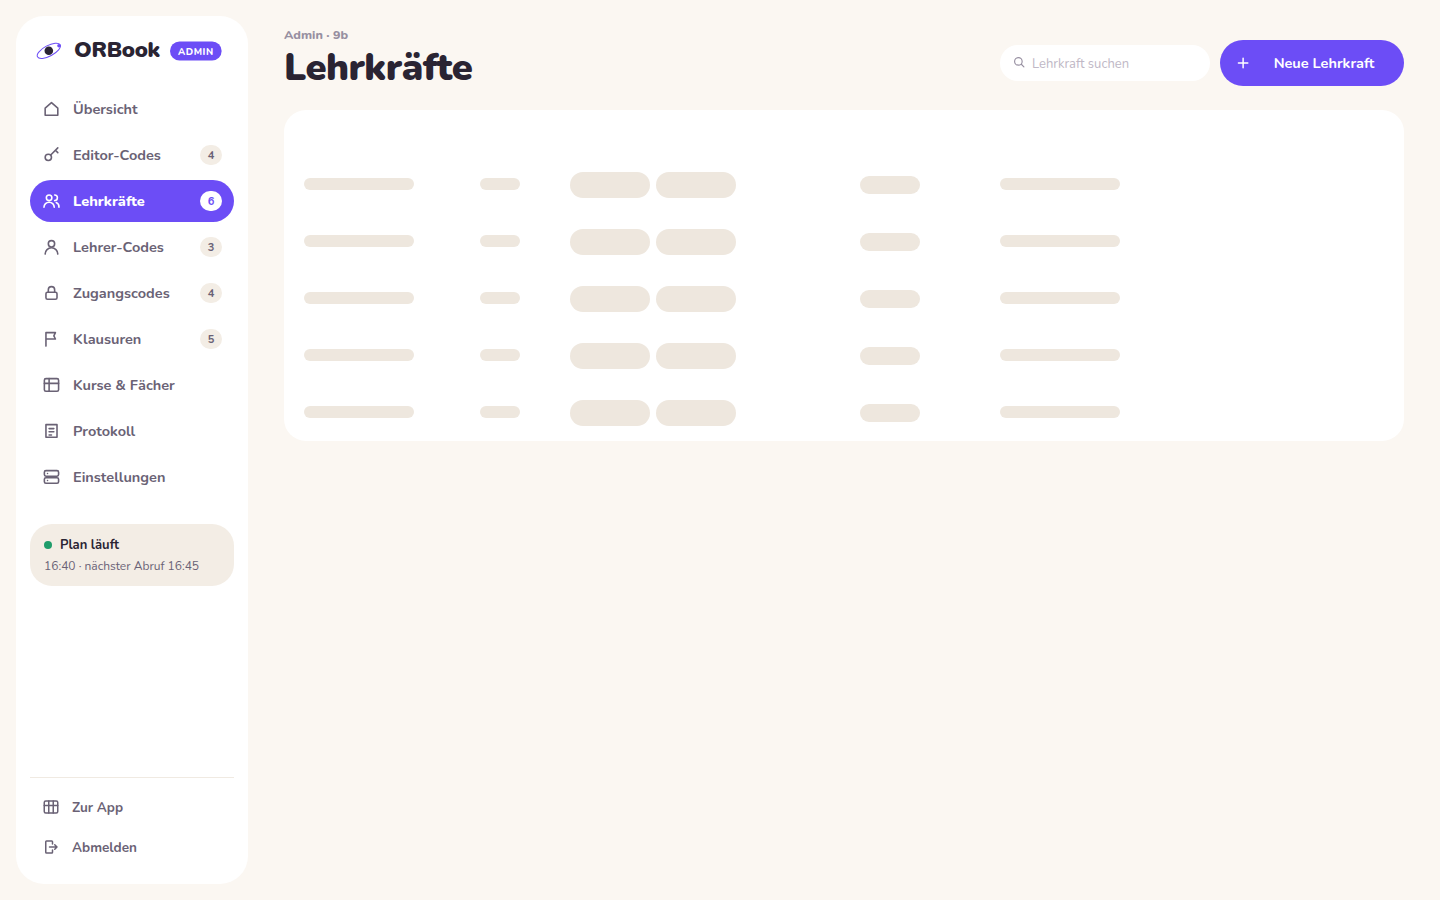 ORBook ADMIN
Übersicht
Editor-Codes 4
Lehrkräfte 6
Lehrer-Codes 3
Zugangscodes 4
Klausuren 5
Kurse & Fächer
Protokoll
Einstellungen
Plan läuft
16:40 · nächster Abruf 16:45
Zur App
Abmelden
Admin · 9b
Lehrkräfte
Lehrkraft suchen
Neue Lehrkraft